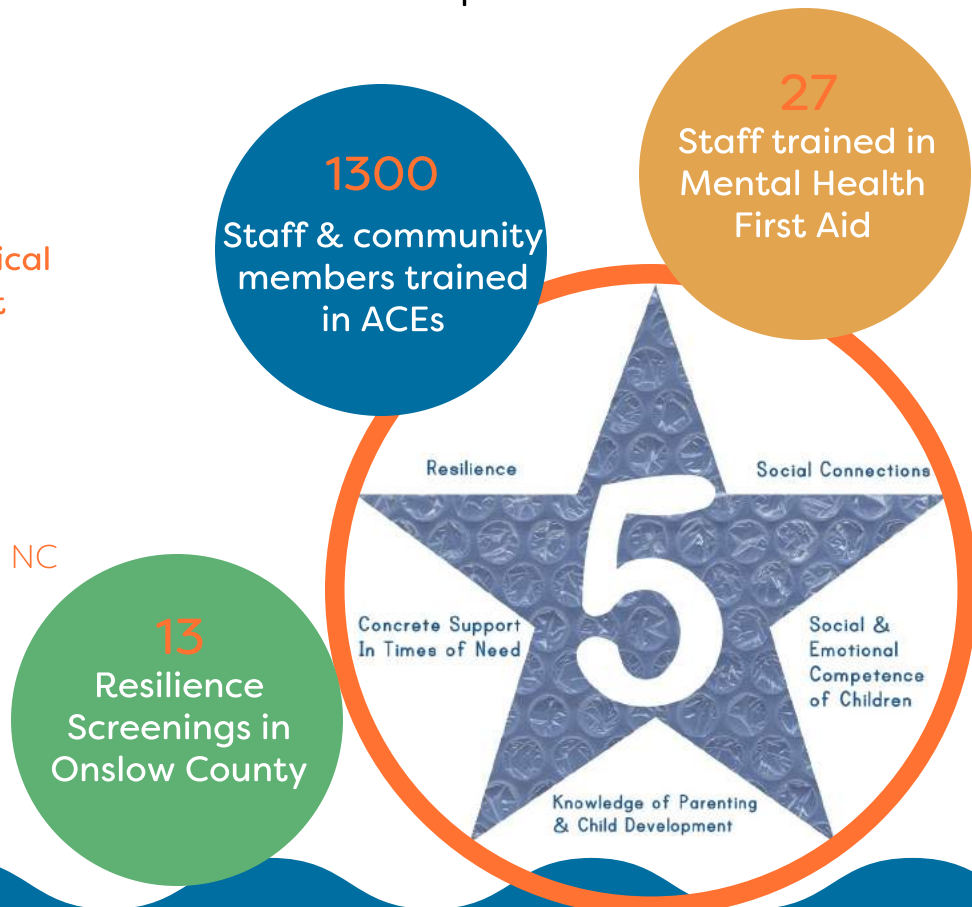 27
Staff trained in
Mental Health
First Aid
1300
Staff & community
members trained
in ACEs
Resilience
Social Connections
5
NC
Concrete Support
In Times of Need
Social &
Emotional
Competence
of Children
13
Resilience
Screenings in
Onslow County
Knowledge of Parenting
& Child Development